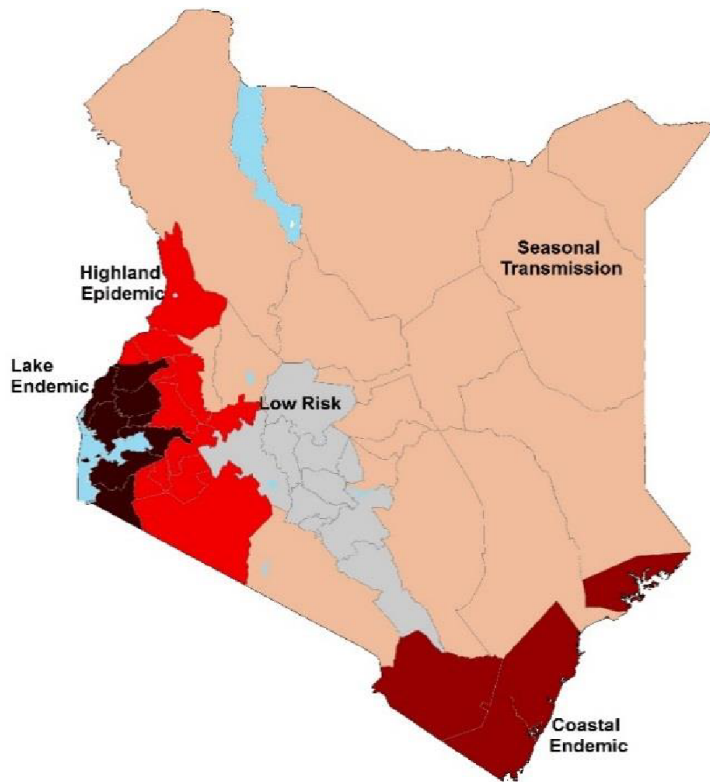 Seasonal
Transmission
Highland
Epidemic
Lake
Endemic
Low Risk
Coastal
Endemic